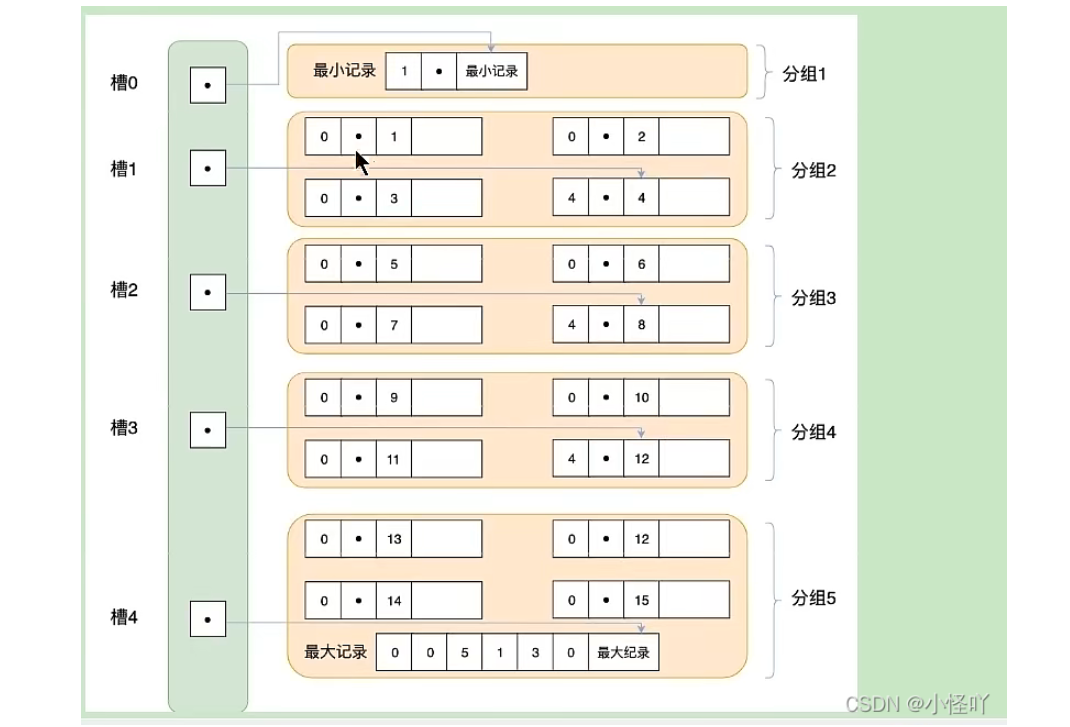 槽0
最小记录 1 • 最小记录
分组1
槽1
0 • 1
0 • 2
0 • 3
4 • 4
分组2
槽2
0 • 5
0 • 6
0 • 7
4 • 8
分组3
槽3
0 • 9
0 • 10
0 • 11
4 • 12
分组4
槽4
0 • 13
0 • 12
0 • 14
0 • 15
最大记录 0 0 5 1 3 0 最大纪录
分组5
CSDN @小怪吖